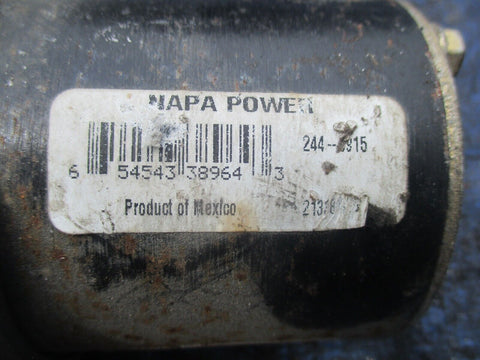 NAPA POWER
6 54543 38964 3
Product of Mexico